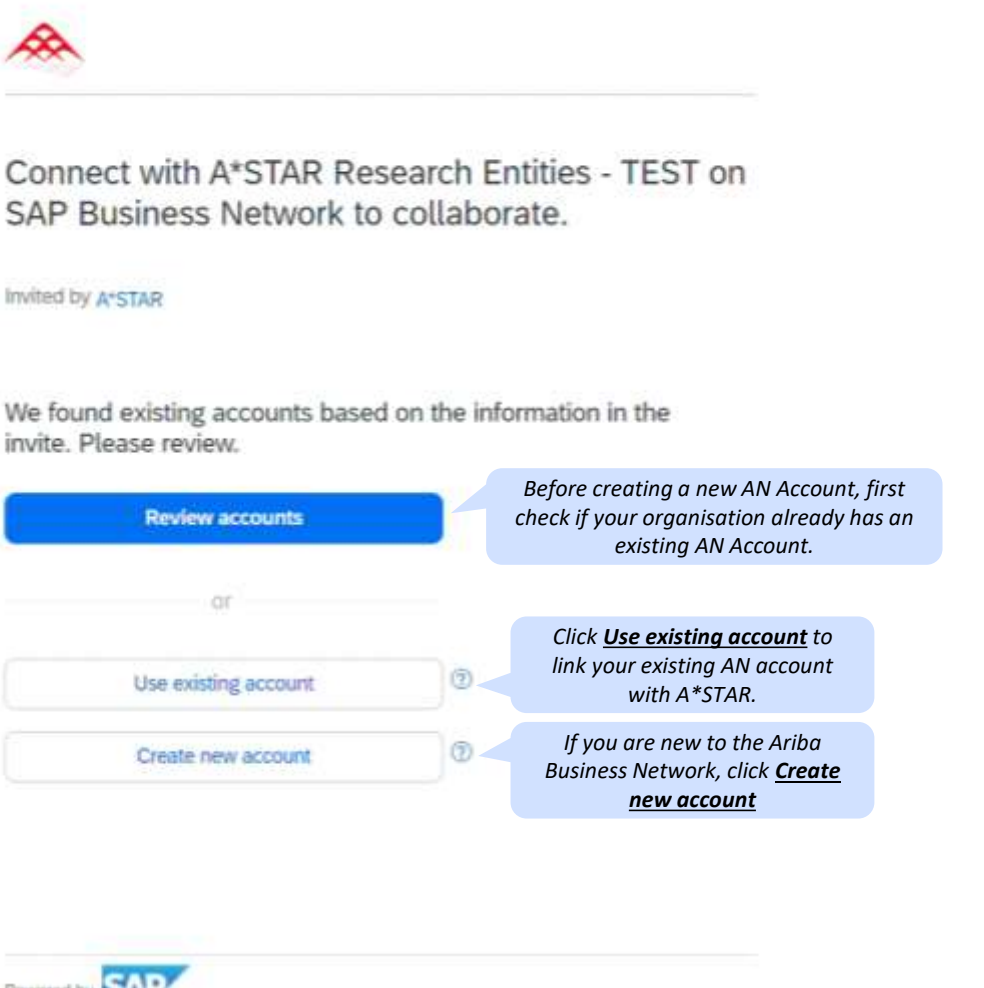 Connect with A*STAR Research Entities - TEST on
SAP Business Network to collaborate.
Invited by A*STAR
We found existing accounts based on the information in the
invite. Please review.
Review accounts
Before creating a new AN Account, first
check if your organisation already has an
existing AN Account.
or
Use existing account
Click Use existing account to
link your existing AN account
with A*STAR.
Create new account
If you are new to the Ariba
Business Network, click Create
new account
SAP